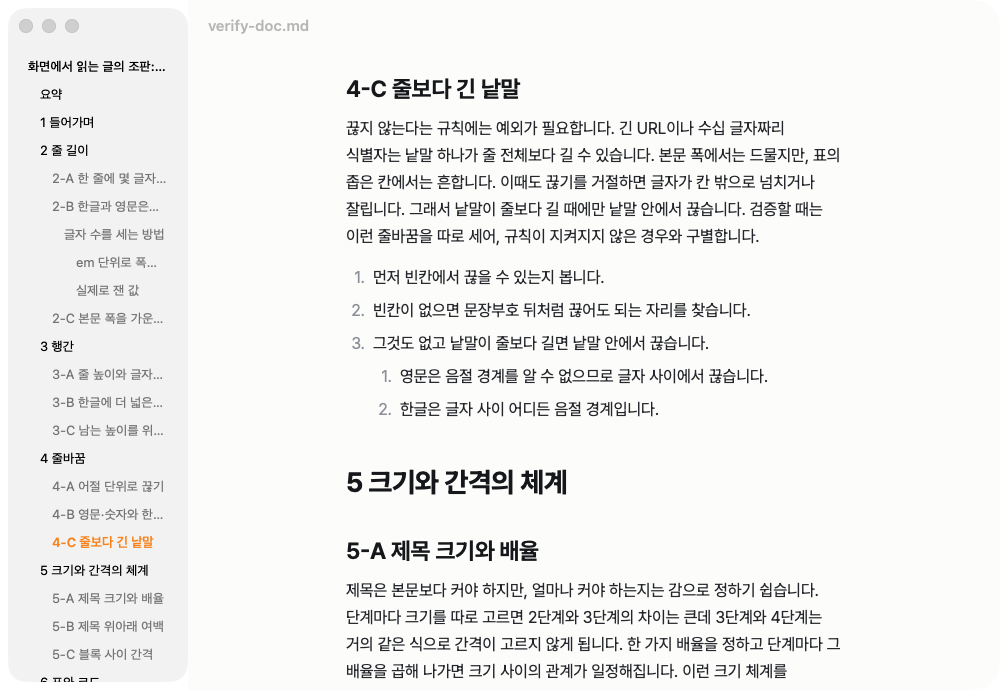 verify-doc.md
화면에서 읽는 글의 조판:...
요약
1 들어가며
2 줄 길이
2-A 한 줄에 몇 글자...
2-B 한글과 영문은...
글자 수를 세는 방법
em 단위로 폭...
실제로 잰 값
2-C 본문 폭을 가운...
3 행간
3-A 줄 높이와 글자...
3-B 한글에 더 넓은...
3-C 남는 높이를 위...
4 줄바꿈
4-A 어절 단위로 끊기
4-B 영문·숫자와 한...
4-C 줄보다 긴 낱말
5 크기와 간격의 체계
5-A 제목 크기와 배율
5-B 제목 위아래 여백
5-C 블록 사이 간격
4-C 줄보다 긴 낱말
끊지 않는다는 규칙에는 예외가 필요합니다. 긴 URL이나 수십 글자짜리
식별자는 낱말 하나가 줄 전체보다 길 수 있습니다. 본문 폭에서는 드물지만, 표의
좁은 칸에서는 흔합니다. 이때도 끊기를 거절하면 글자가 칸 밖으로 넘치거나
잘립니다. 그래서 낱말이 줄보다 길 때에만 낱말 안에서 끊습니다. 검증할 때는
이런 줄바꿈을 따로 세어, 규칙이 지켜지지 않은 경우와 구별합니다.
1. 먼저 빈칸에서 끊을 수 있는지 봅니다.
2. 빈칸이 없으면 문장부호 뒤처럼 끊어도 되는 자리를 찾습니다.
3. 그것도 없고 낱말이 줄보다 길면 낱말 안에서 끊습니다.
1. 영문은 음절 경계를 알 수 없으므로 글자 사이에서 끊습니다.
2. 한글은 글자 사이 어디든 음절 경계입니다.
5 크기와 간격의 체계
5-A 제목 크기와 배율
제목은 본문보다 커야 하지만, 얼마나 커야 하는지는 감으로 정하기 쉽습니다.
단계마다 크기를 따로 고르면 2단계와 3단계의 차이는 큰데 3단계와 4단계는
거의 같은 식으로 간격이 고르지 않게 됩니다. 한 가지 배율을 정하고 단계마다 그
배율을 곱해 나가면 크기 사이의 관계가 일정해집니다. 이런 크기 체계를